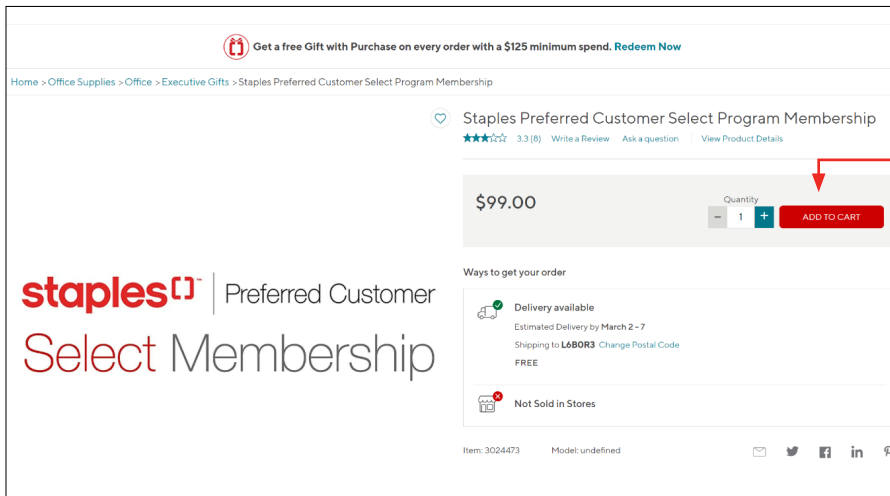 Get a free Gift with Purchase on every order with a $125 minimum spend. Redeem Now
Home > Office Supplies > Office > Executive Gifts > Staples Preferred Customer Select Program Membership
Staples Preferred Customer Select Program Membership
3.3 (8) Write a Review Ask a question View Product Details
$99.00
Quantity
− 1 + ADD TO CART
staples™ Preferred Customer
Select Membership
Ways to get your order
Delivery available
Estimated Delivery by March 2 - 7
Shipping to L6B0R3 Change Postal Code
FREE
Not Sold in Stores
Item: 3024473 Model: undefined